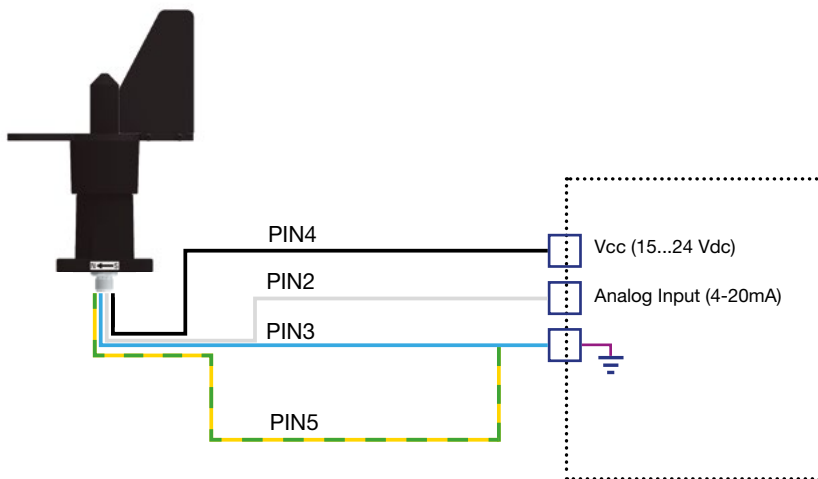 PIN4
Vcc (15...24 Vdc)
PIN2
Analog Input (4-20mA)
N S
PIN3
PIN5